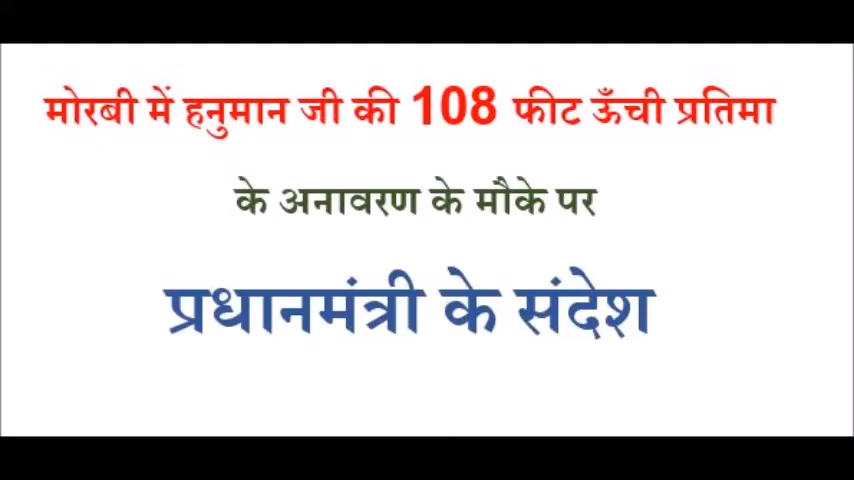 मोरबी में हनुमान जी की 108 फीट ऊँची प्रतिमा
के अनावरण के मौके पर
प्रधानमंत्री के संदेश